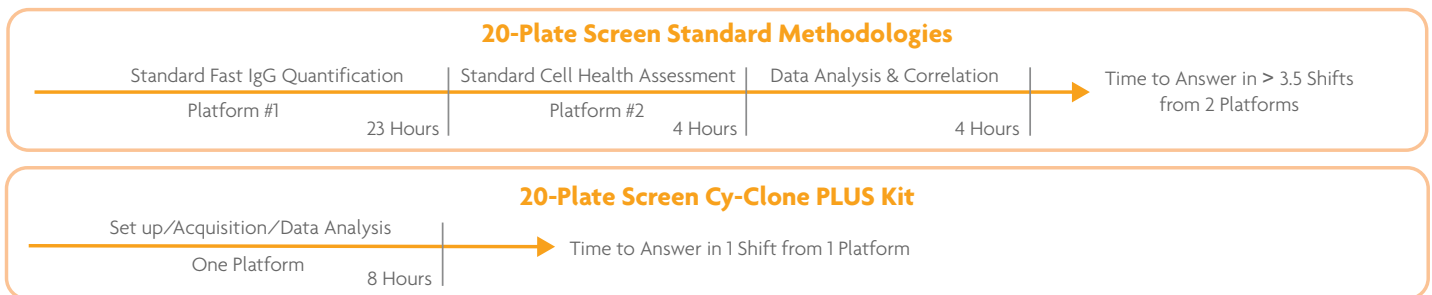 20-Plate Screen Standard Methodologies
Standard Fast IgG Quantification
Platform #1
23 Hours
Standard Cell Health Assessment
Platform #2
4 Hours
Data Analysis & Correlation
4 Hours
Time to Answer in > 3.5 Shifts
from 2 Platforms
20-Plate Screen Cy-Clone PLUS Kit
Set up/Acquisition/Data Analysis
One Platform
8 Hours
Time to Answer in 1 Shift from 1 Platform